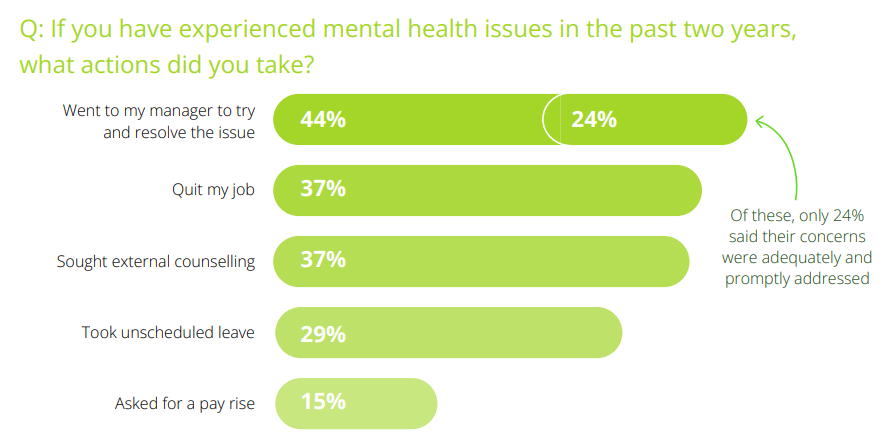 Q: If you have experienced mental health issues in the past two years,
what actions did you take?
Went to my manager to try
and resolve the issue
44%
24%
Quit my job
37%
Of these, only 24%
said their concerns
were adequately and
promptly addressed
Sought external counselling
37%
Took unscheduled leave
29%
Asked for a pay rise
15%